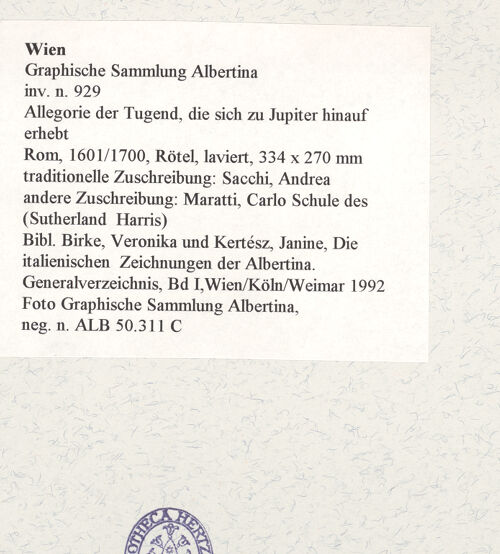 Wien
Graphische Sammlung Albertina
inv. n. 929
Allegorie der Tugend, die sich zu Jupiter hinauf
erhebt
Rom, 1601/1700, Rötel, laviert, 334 x 270 mm
traditionelle Zuschreibung: Sacchi, Andrea
andere Zuschreibung: Maratti, Carlo Schule des
(Sutherland  Harris)
Bibl. Birke, Veronika und Kertész, Janine, Die
italienischen  Zeichnungen der Albertina.
Generalverzeichnis, Bd I,Wien/Köln/Weimar 1992
Foto Graphische Sammlung Albertina,
neg. n. ALB 50.311 C
OTHECA HERTZ